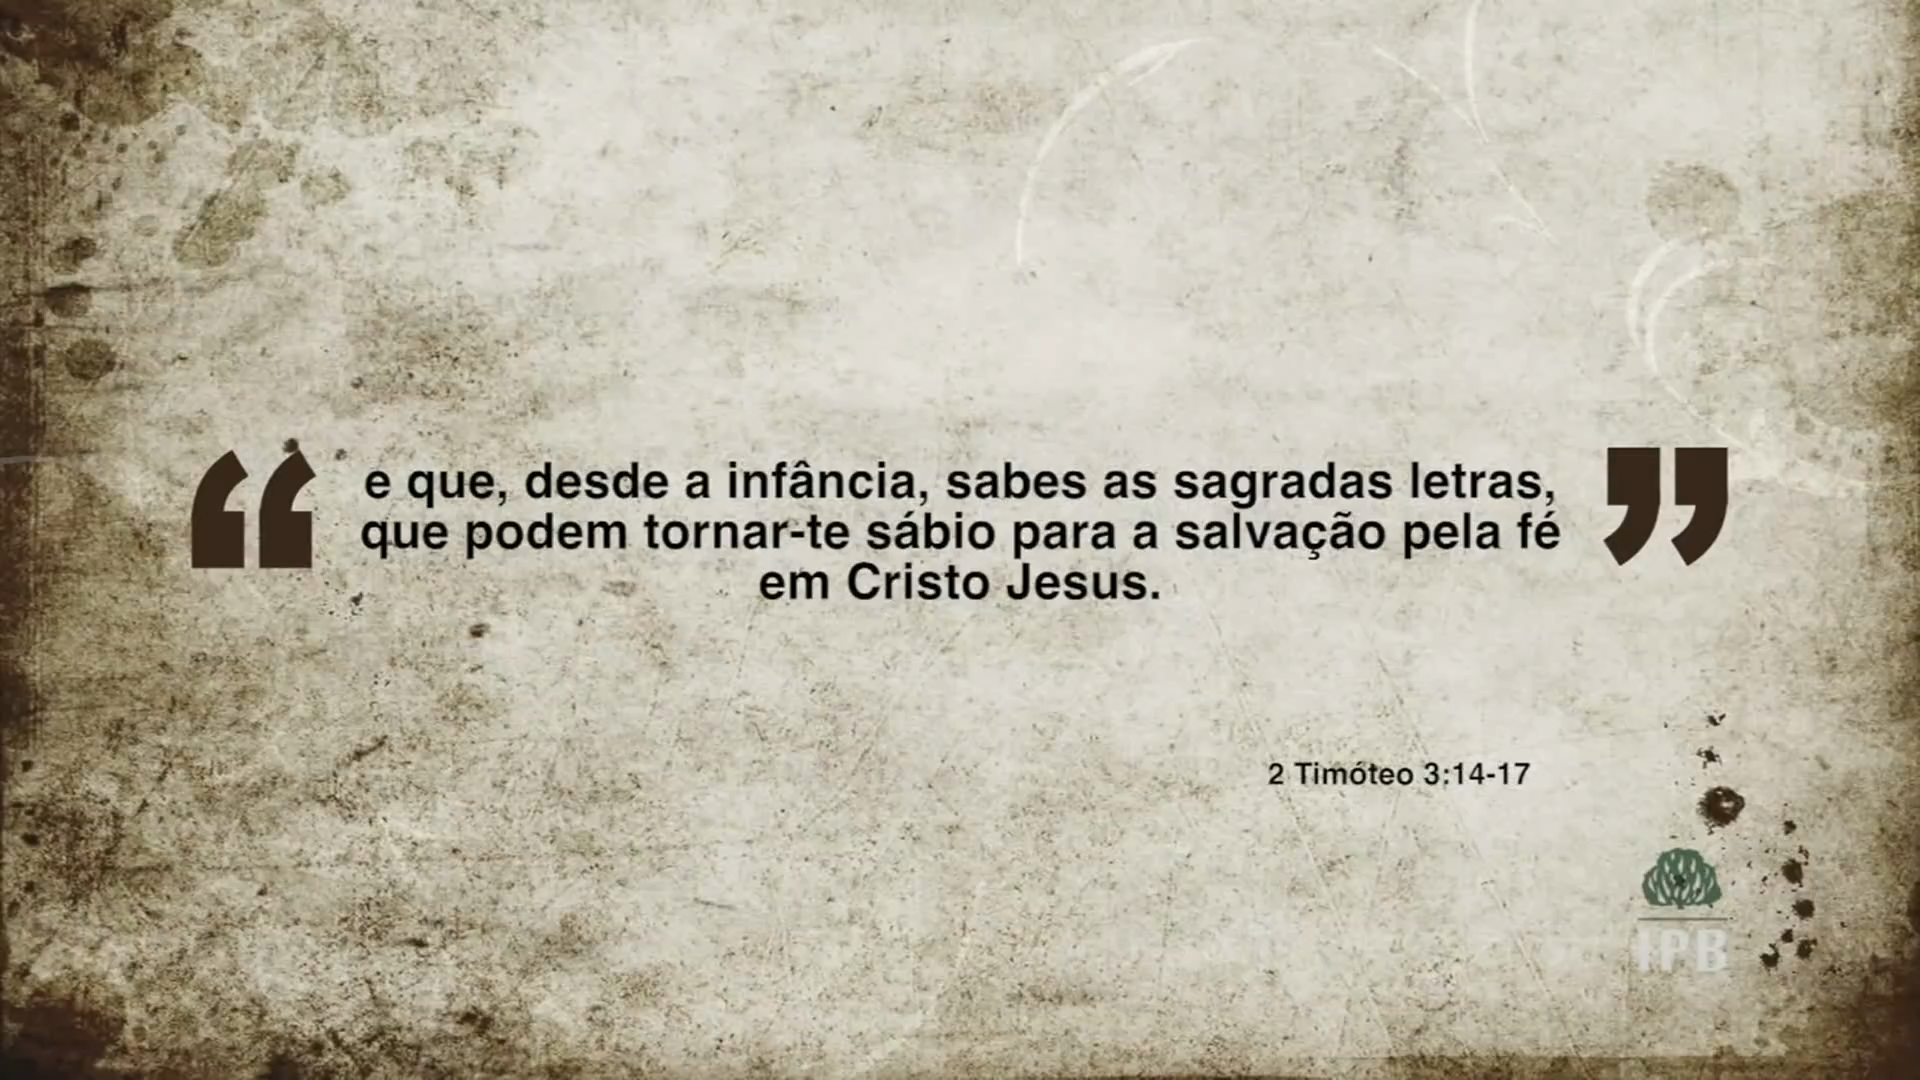 “ e que, desde a infância, sabes as sagradas letras, ”
que podem tornar-te sábio para a salvação pela fé
em Cristo Jesus.
2 Timóteo 3:14-17
IPB